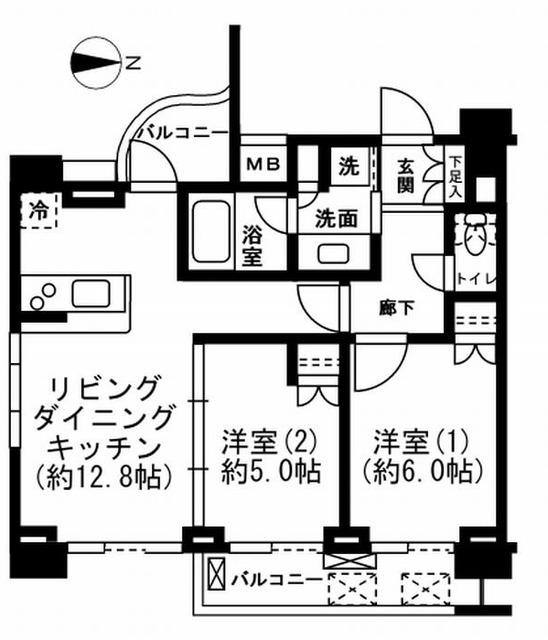 N
バルコニー
MB
洗
玄関
下足入
冷
浴室
洗面
トイレ
廊下
リビング
ダイニング
キッチン
(約12.8帖)
洋室(2)
約5.0帖
洋室(1)
(約6.0帖)
バルコニー